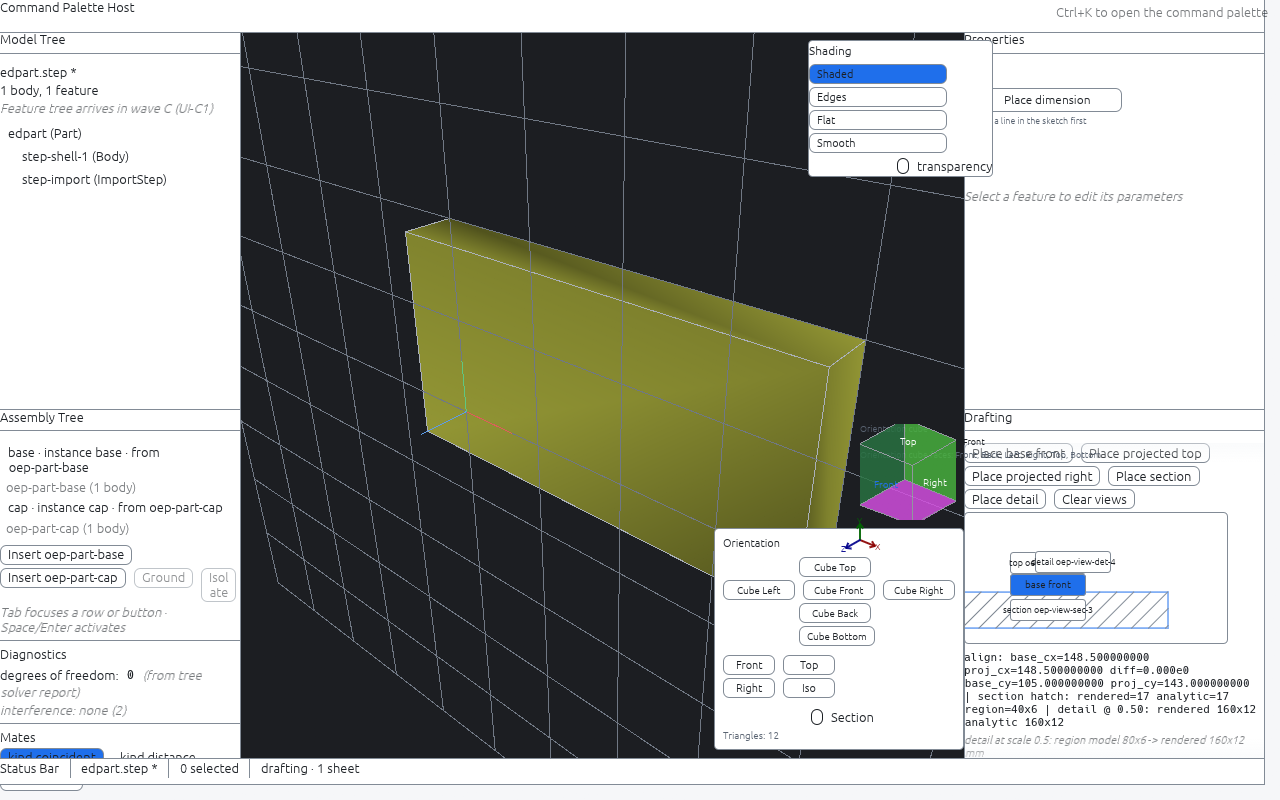 Command Palette Host
Ctrl+K to open the command palette
Model Tree
edpart.step *
1 body, 1 feature
Feature tree arrives in wave C (UI-C1)
edpart (Part)
step-shell-1 (Body)
step-import (ImportStep)
Assembly Tree
base · instance base · from
oep-part-base
oep-part-base (1 body)
cap · instance cap · from oep-part-cap
oep-part-cap (1 body)
Insert oep-part-base
Insert oep-part-cap
Ground
Isol
ate
Tab focuses a row or button ·
Space/Enter activates
Diagnostics
degrees of freedom: 0 (from tree
solver report)
interference: none (2)
Mates
kind coincident
kind distance
Shading
Shaded
Edges
Flat
Smooth
transparency
Top
Front
Right
Z
X
Orientation
Cube Top
Cube Left
Cube Front
Cube Right
Cube Back
Cube Bottom
Front
Top
Right
Iso
Section
Triangles: 12
Properties
Place dimension
a line in the sketch first
Select a feature to edit its parameters
Drafting
Front
Place base front
Place projected top
Place projected right
Place section
Place detail
Clear views
top oe
detail oep-view-det-4
base front
section oep-view-sec-3
align: base_cx=148.500000000
proj_cx=148.500000000 diff=0.000e0
base_cy=105.000000000 proj_cy=143.000000000
| section hatch: rendered=17 analytic=17
region=40x6 | detail @ 0.50: rendered 160x12
analytic 160x12
detail at scale 0.5: region model 80x6 -> rendered 160x12
mm
Status Bar
edpart.step *
0 selected
drafting · 1 sheet